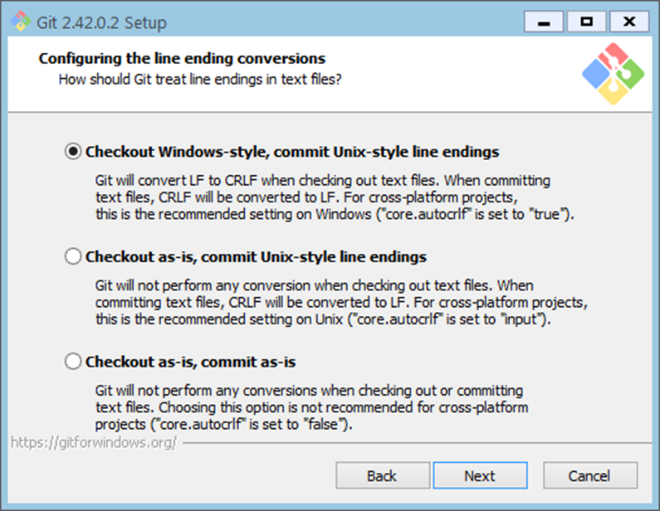 Git 2.42.0.2 Setup
Configuring the line ending conversions
How should Git treat line endings in text files?
Checkout Windows-style, commit Unix-style line endings
Git will convert LF to CRLF when checking out text files. When committing
text files, CRLF will be converted to LF. For cross-platform projects,
this is the recommended setting on Windows ("core.autocrlf" is set to "true").
Checkout as-is, commit Unix-style line endings
Git will not perform any conversion when checking out text files. When
committing text files, CRLF will be converted to LF. For cross-platform projects,
this is the recommended setting on Unix ("core.autocrlf" is set to "input").
Checkout as-is, commit as-is
Git will not perform any conversions when checking out or committing
text files. Choosing this option is not recommended for cross-platform
projects ("core.autocrlf" is set to "false").
https://gitforwindows.org/
Back
Next
Cancel